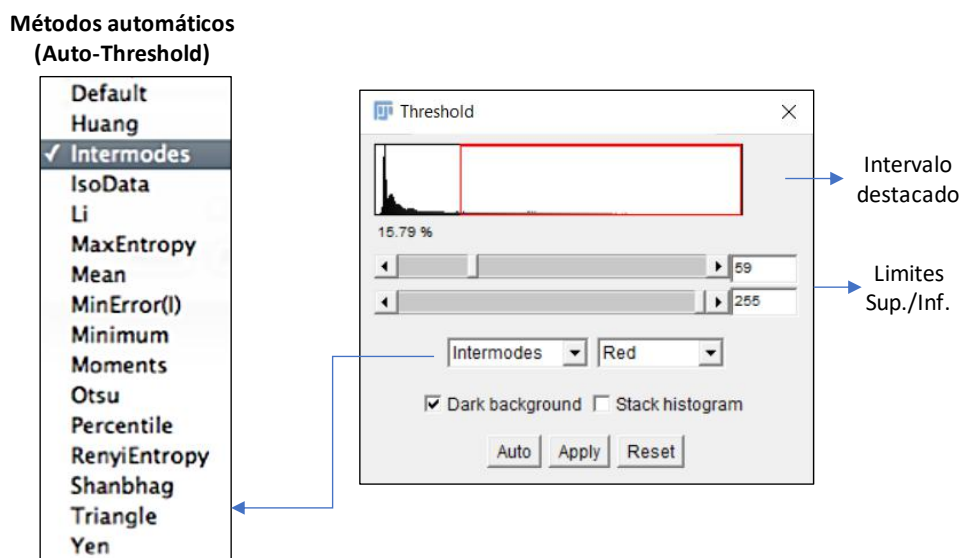 Métodos automáticos
(Auto-Threshold)
Default
Huang
✓ Intermodes
IsoData
Li
MaxEntropy
Mean
MinError(I)
Minimum
Moments
Otsu
Percentile
RenyiEntropy
Shanbhag
Triangle
Yen
Threshold
15.79 %
59
255
Intermodes Red
Dark background Stack histogram
Auto Apply Reset
Intervalo
destacado
Limites
Sup./Inf.